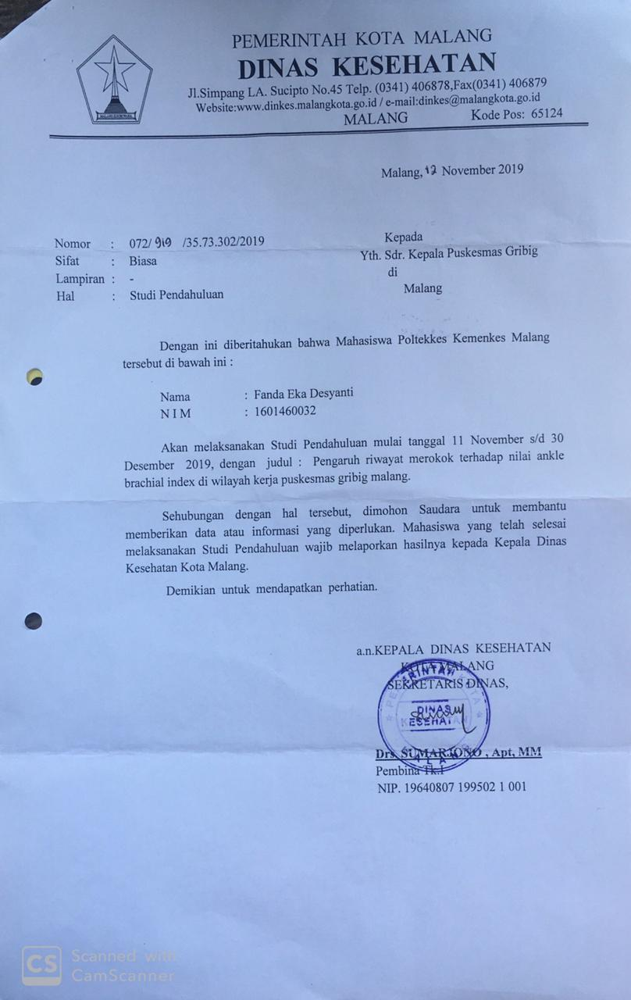 PEMERINTAH KOTA MALANG
DINAS KESEHATAN
Jl.Simpang LA. Sucipto No.45 Telp. (0341) 406878,Fax(0341) 406879
Website:www.dinkes.malangkota.go.id / e-mail:dinkes@malangkota.go.id
MALANG Kode Pos: 65124
Malang, 12 November 2019
Nomor : 072/ 919 /35.73.302/2019
Sifat : Biasa
Lampiran : -
Hal : Studi Pendahuluan
Kepada
Yth. Sdr. Kepala Puskesmas Gribig
di
Malang
Dengan ini diberitahukan bahwa Mahasiswa Poltekkes Kemenkes Malang
tersebut di bawah ini :
Nama : Fanda Eka Desyanti
N I M : 1601460032
Akan melaksanakan Studi Pendahuluan mulai tanggal 11 November s/d 30
Desember 2019, dengan judul : Pengaruh riwayat merokok terhadap nilai ankle
brachial index di wilayah kerja puskesmas gribig malang.
Sehubungan dengan hal tersebut, dimohon Saudara untuk membantu
memberikan data atau informasi yang diperlukan. Mahasiswa yang telah selesai
melaksanakan Studi Pendahuluan wajib melaporkan hasilnya kepada Kepala Dinas
Kesehatan Kota Malang.
Demikian untuk mendapatkan perhatian.
a.n.KEPALA DINAS KESEHATAN
KOTA MALANG
SEKRETARIS DINAS,
PEMERINTAH KOTA
DINAS
KESEHATAN
Drs. SUMARJONO , Apt, MM
Pembina Tk.I
NIP. 19640807 199502 1 001
CS Scanned with
CamScanner